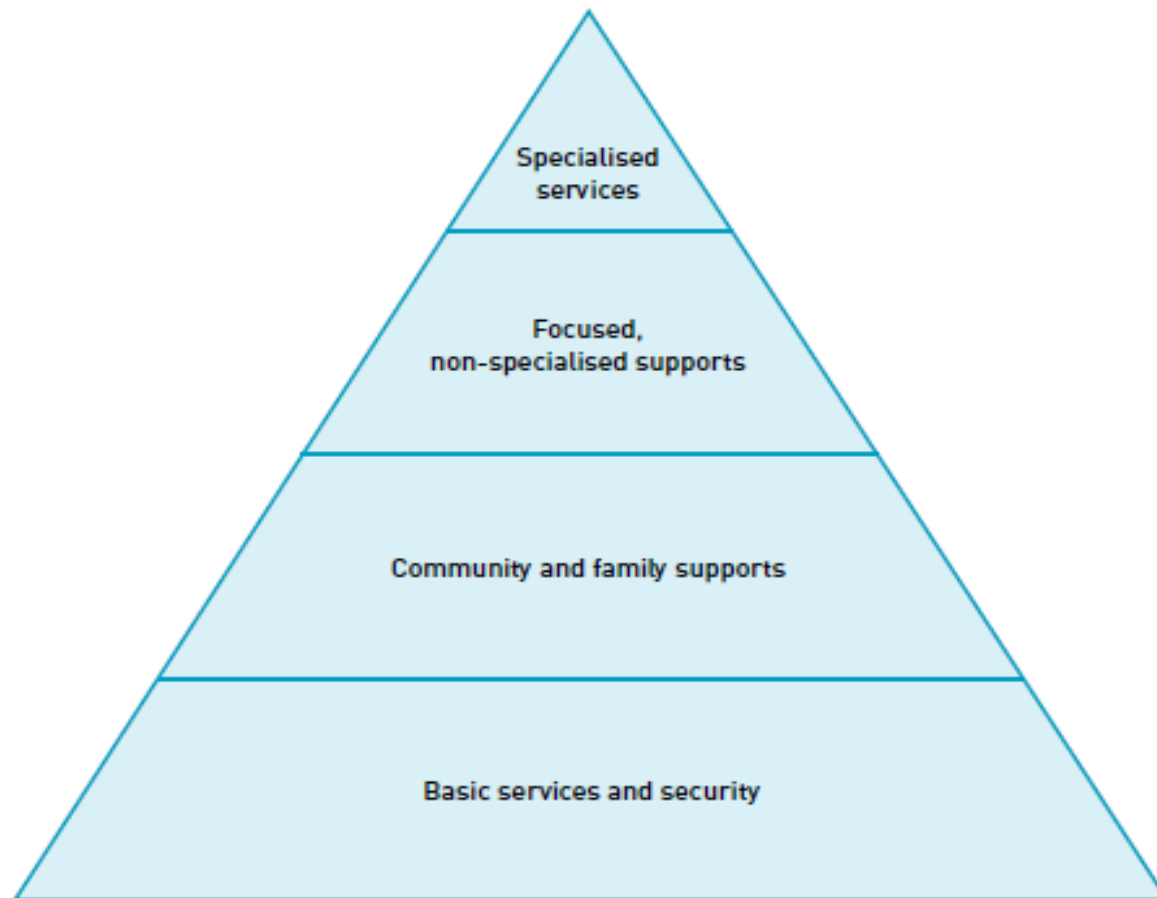 Specialised
services
Focused,
non-specialised supports
Community and family supports
Basic services and security